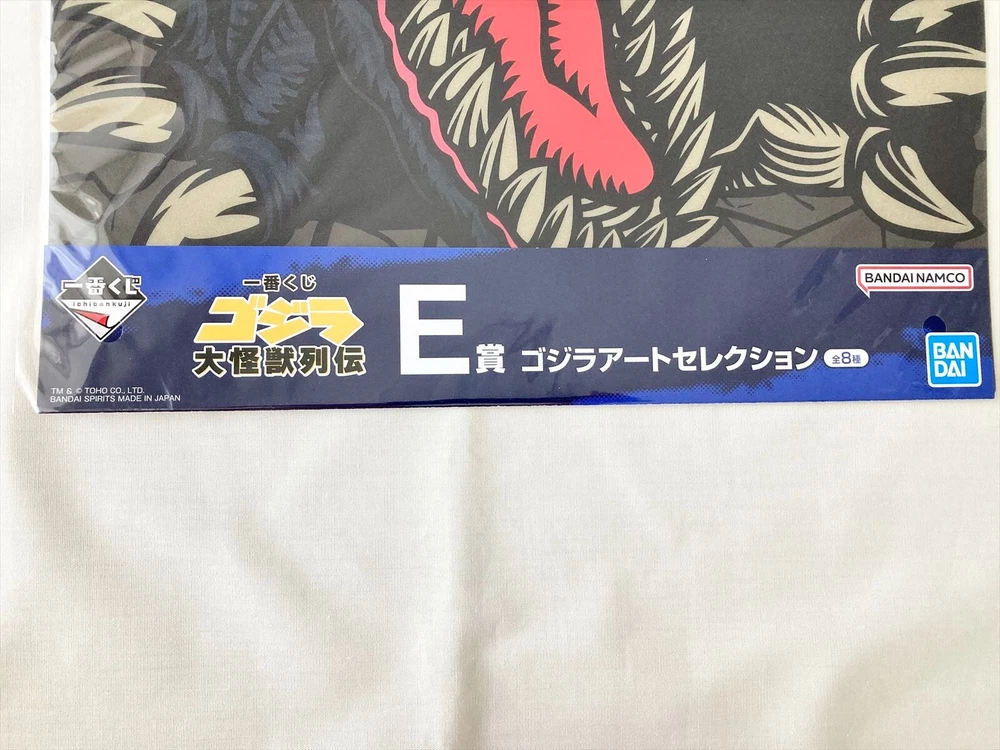 一番くじ
ichibankuji
一番くじ
ゴジラ
大怪獣列伝
E賞 ゴジラアートセレクション 全8種
BANDAI NAMCO
BAN
DAI
TM & © TOHO CO., LTD.
BANDAI SPIRITS MADE IN JAPAN